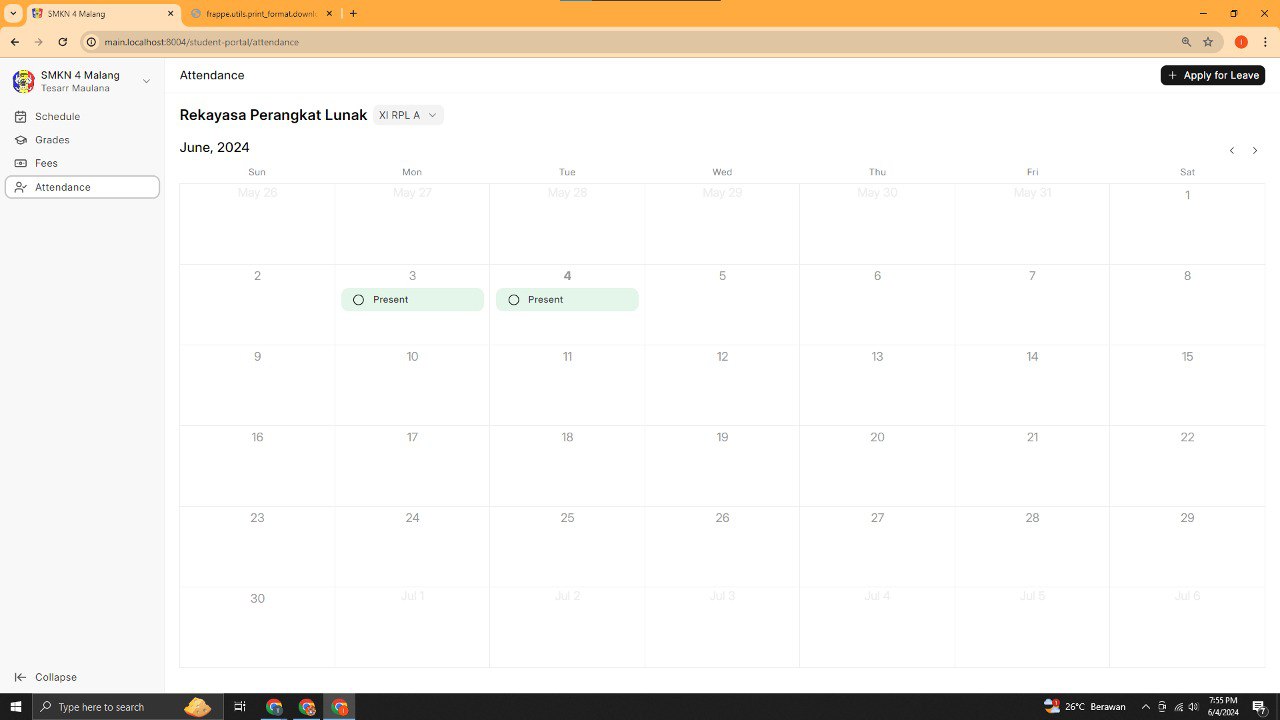 SMKN 4 Malang
frappe.utils.print_format.downl
main.localhost:8004/student-portal/attendance
SMKN 4 Malang
Tesarr Maulana
Schedule
Grades
Fees
Attendance
Collapse
Attendance
Apply for Leave
Rekayasa Perangkat Lunak XI RPL A
June, 2024
Sun Mon Tue Wed Thu Fri Sat
May 26 May 27 May 28 May 29 May 30 May 31 1
2 3 4 5 6 7 8
Present Present
9 10 11 12 13 14 15
16 17 18 19 20 21 22
23 24 25 26 27 28 29
30 Jul 1 Jul 2 Jul 3 Jul 4 Jul 5 Jul 6
Type here to search
26°C Berawan
7:55 PM
6/4/2024